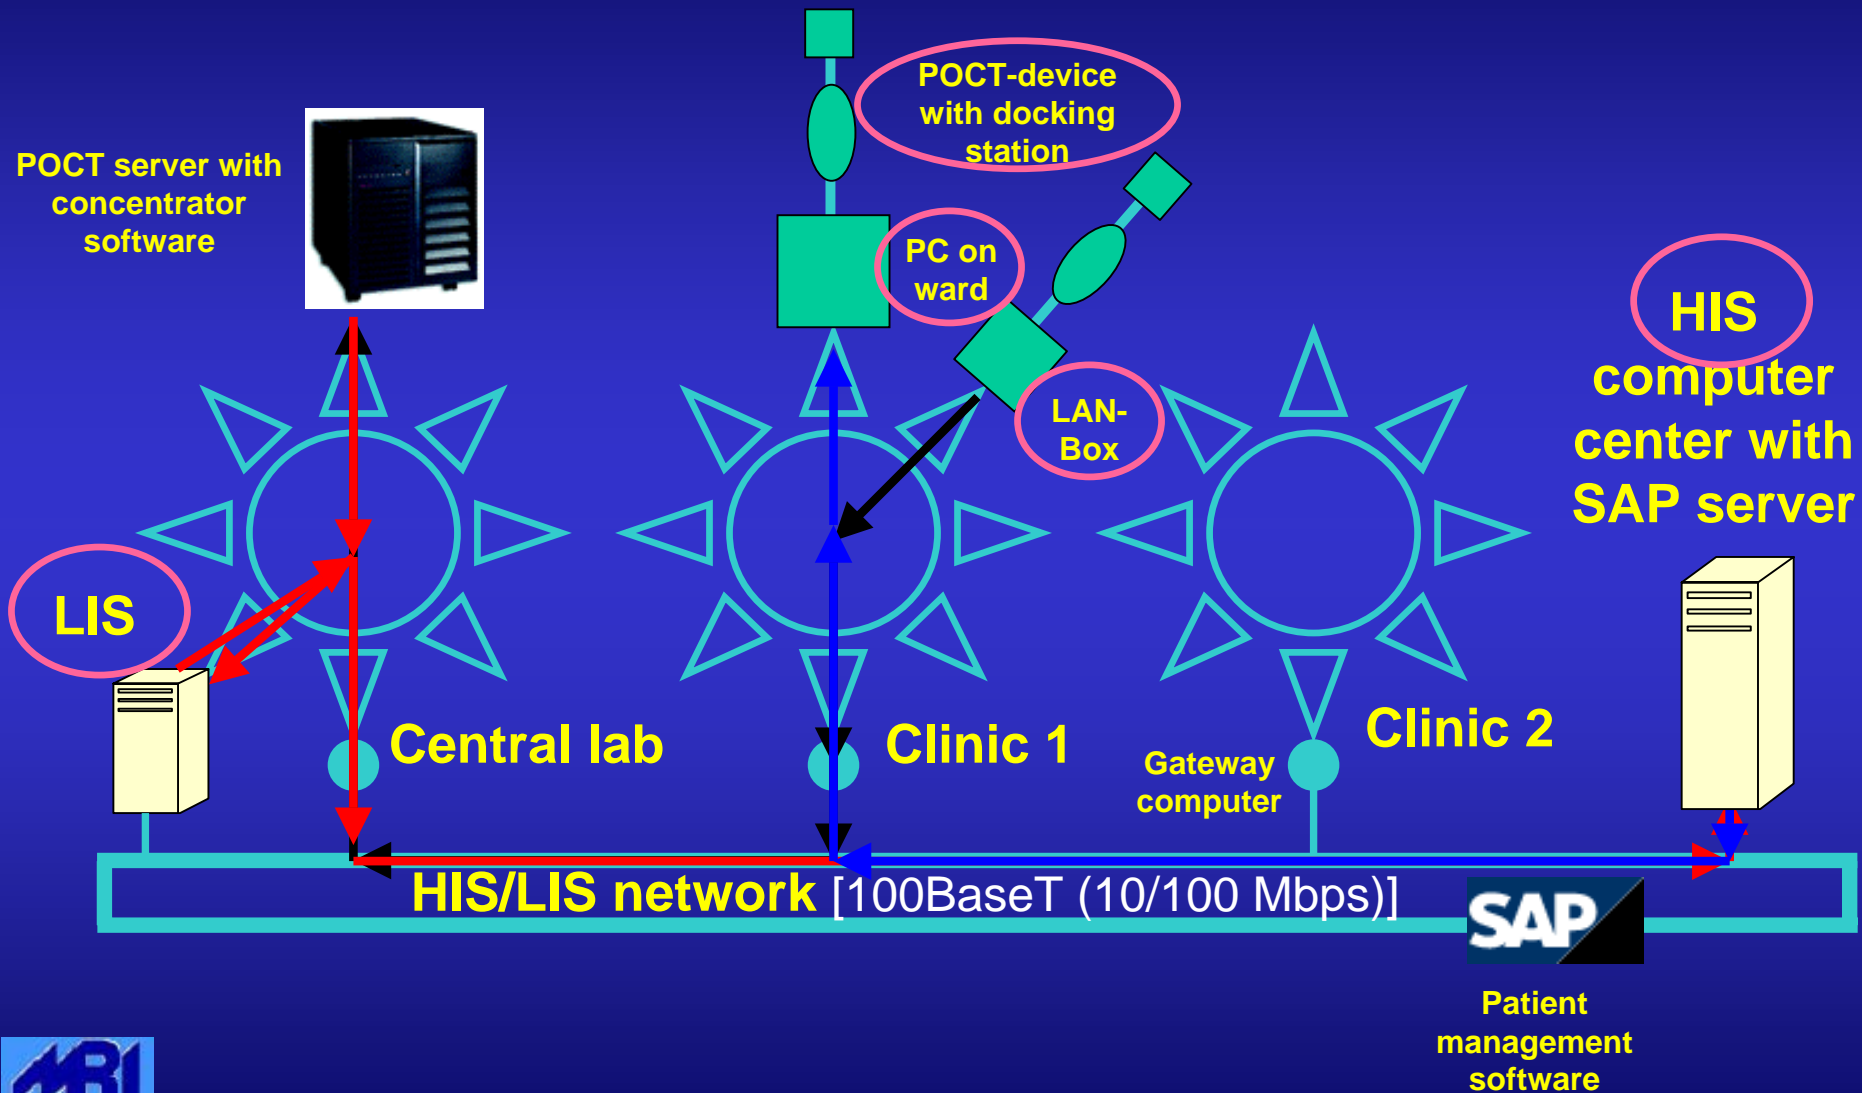 POCT-device
with docking
station
POCT server with
concentrator
software
PC on
ward
HIS
computer
center with
SAP server
LAN-
Box
LIS
Central lab
Clinic 1
Clinic 2
Gateway
computer
HIS/LIS network [100BaseT (10/100 Mbps)]
SAP
Patient
management
software
MRI